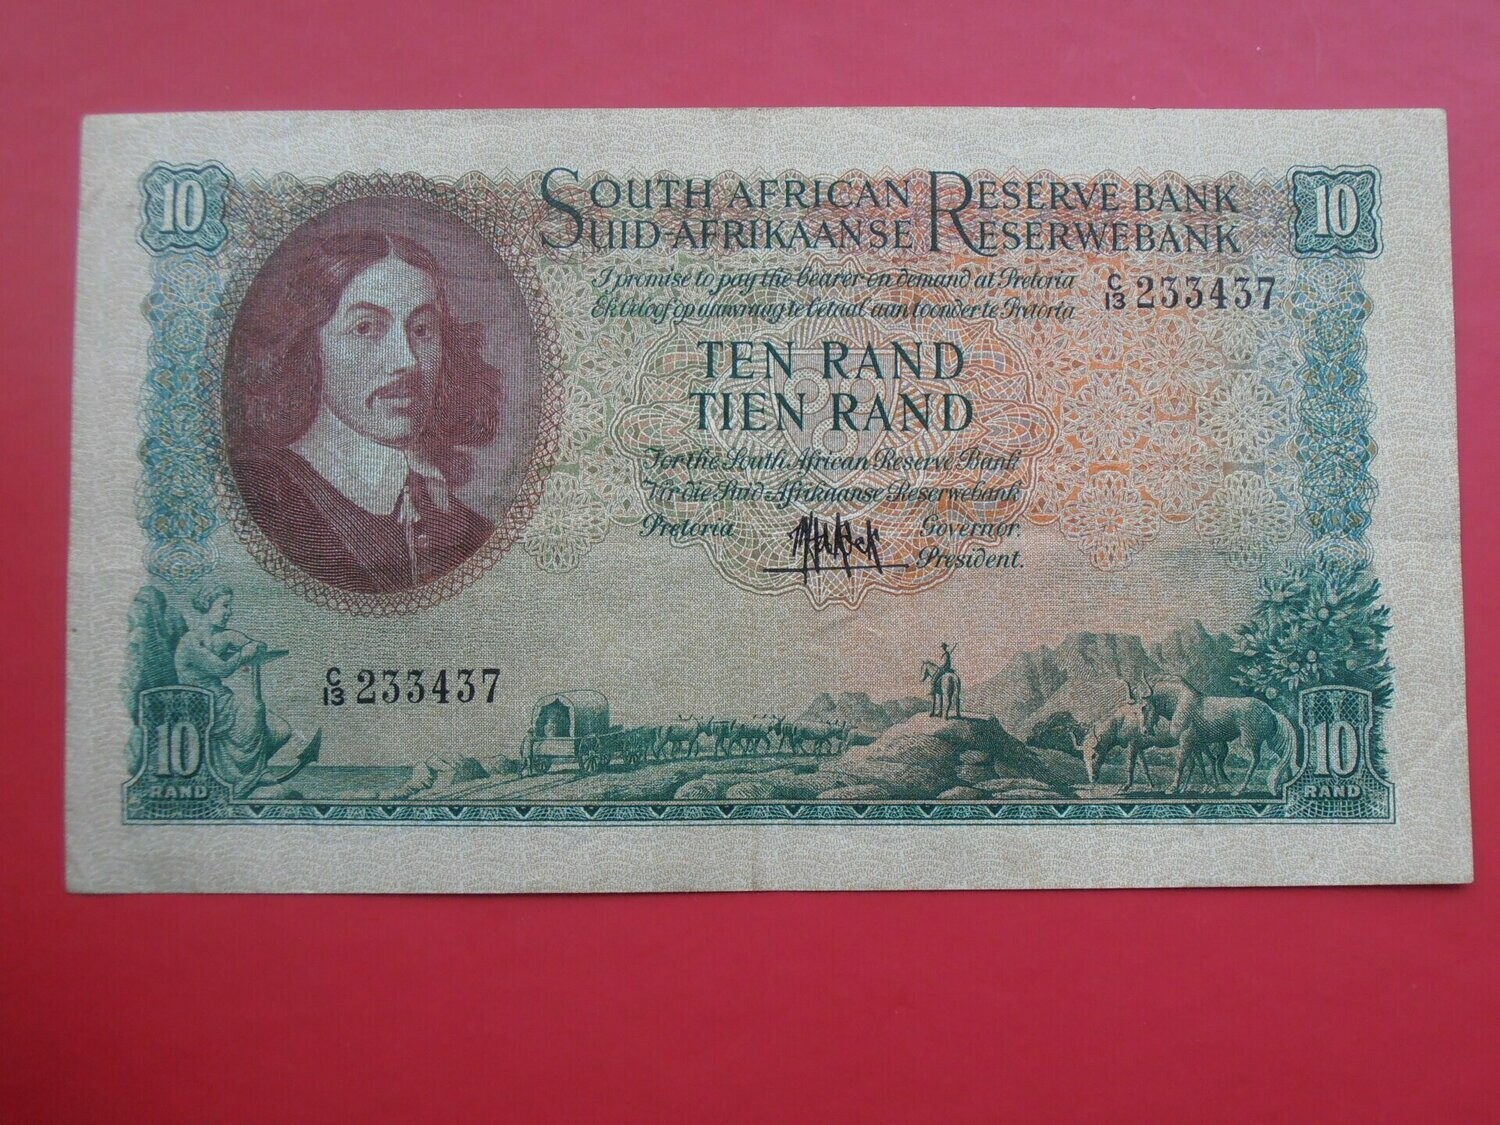 10
SOUTH AFRICAN RESERVE BANK
10
SUID-AFRIKAANSE RESERWEBANK
I promise to pay the bearer on demand at Pretoria
Ek beloof op aanvraag te betaal aan toonder te Pretoria
C/13 233437
TEN RAND
TIEN RAND
For the South African Reserve Bank
Vir die Suid-Afrikaanse Reserwebank
Pretoria
Governor.
President.
C/13 233437
10
RAND
10
RAND